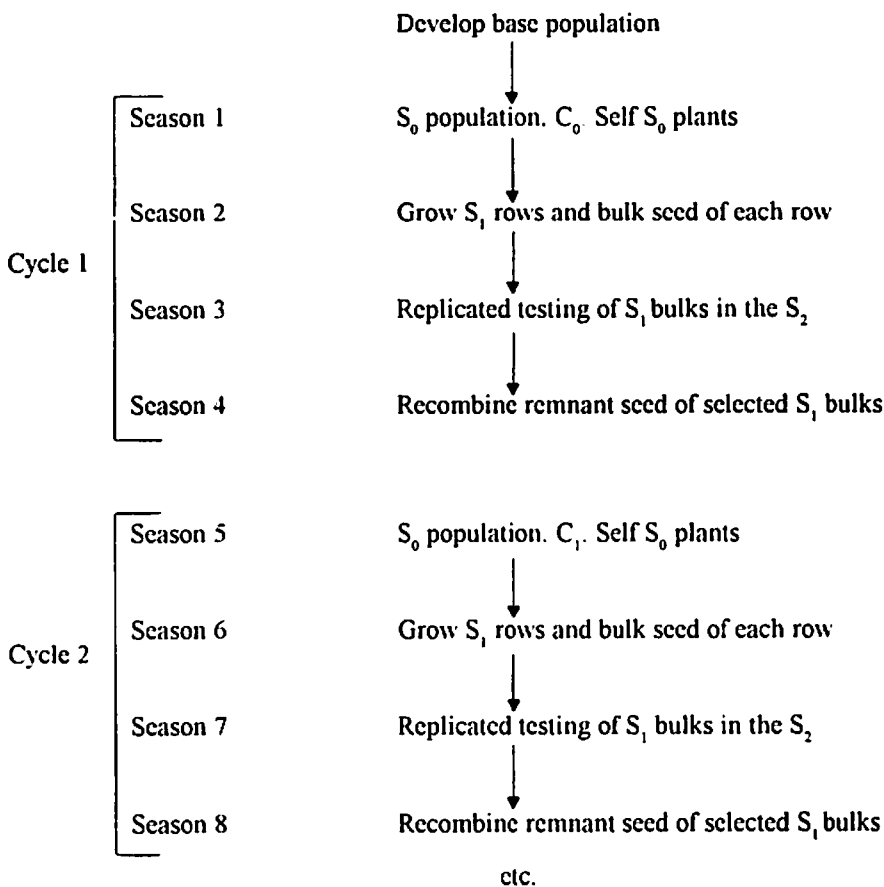 Develop base population
Season 1 S₀ population. C₀. Self S₀ plants
Season 2 Grow S₁ rows and bulk seed of each row
Cycle 1
Season 3 Replicated testing of S₁ bulks in the S₂
Season 4 Recombine remnant seed of selected S₁ bulks
Season 5 S₀ population. C₁. Self S₀ plants
Season 6 Grow S₁ rows and bulk seed of each row
Cycle 2
Season 7 Replicated testing of S₁ bulks in the S₂
Season 8 Recombine remnant seed of selected S₁ bulks
etc.